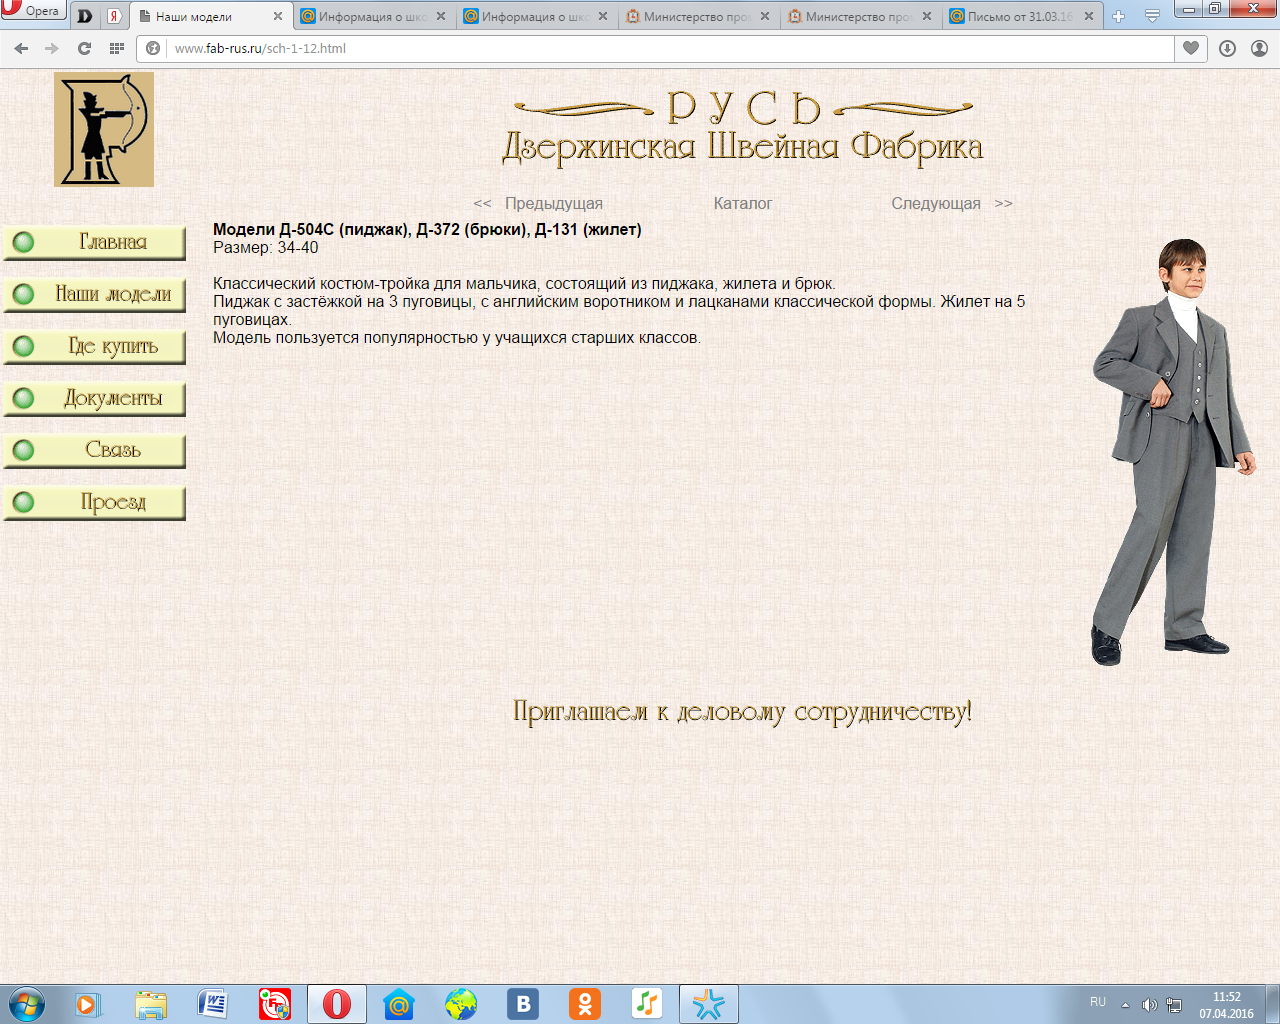 Opera
Наши модели
Информация о шко
Информация о шко
Министерство про
Министерство про
Письмо от 31.03.16
www.fab-rus.ru/sch-1-12.html
РУСЬ
Дзержинская Швейная Фабрика
<< Предыдущая Каталог Следующая >>
Главная
Наши модели
Где купить
Документы
Связь
Проезд
Модели Д-504С (пиджак), Д-372 (брюки), Д-131 (жилет)
Размер: 34-40
Классический костюм-тройка для мальчика, состоящий из пиджака, жилета и брюк.
Пиджак с застёжкой на 3 пуговицы, с английским воротником и лацканами классической формы. Жилет на 5
пуговицах.
Модель пользуется популярностью у учащихся старших классов.
Приглашаем к деловому сотрудничеству!
RU
11:52
07.04.2016